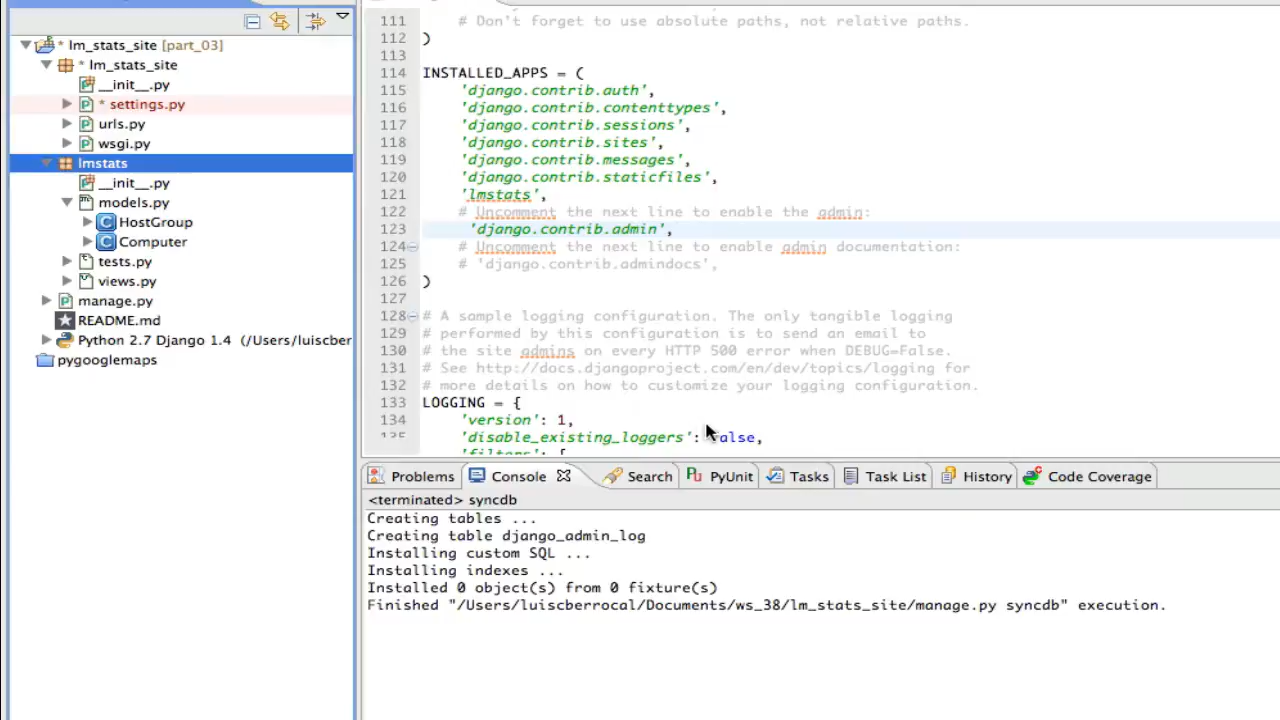 * lm_stats_site [part_03]
* lm_stats_site
__init__.py
* settings.py
urls.py
wsgi.py
lmstats
__init__.py
models.py
HostGroup
Computer
tests.py
views.py
manage.py
README.md
Python 2.7 Django 1.4 (/Users/luiscber
pygooglemaps
111 # Don't forget to use absolute paths, not relative paths.
112 )
113
114 INSTALLED_APPS = (
115 'django.contrib.auth',
116 'django.contrib.contenttypes',
117 'django.contrib.sessions',
118 'django.contrib.sites',
119 'django.contrib.messages',
120 'django.contrib.staticfiles',
121 'lmstats',
122 # Uncomment the next line to enable the admin:
123 'django.contrib.admin',
124 # Uncomment the next line to enable admin documentation:
125 # 'django.contrib.admindocs',
126 )
127
128 # A sample logging configuration. The only tangible logging
129 # performed by this configuration is to send an email to
130 # the site admins on every HTTP 500 error when DEBUG=False.
131 # See http://docs.djangoproject.com/en/dev/topics/logging for
132 # more details on how to customize your logging configuration.
133 LOGGING = {
134 'version': 1,
135 'disable_existing_loggers': False,
Problems Console Search PyUnit Tasks Task List History Code Coverage
<terminated> syncdb
Creating tables ...
Creating table django_admin_log
Installing custom SQL ...
Installing indexes ...
Installed 0 object(s) from 0 fixture(s)
Finished "/Users/luiscberrocal/Documents/ws_38/lm_stats_site/manage.py syncdb" execution.